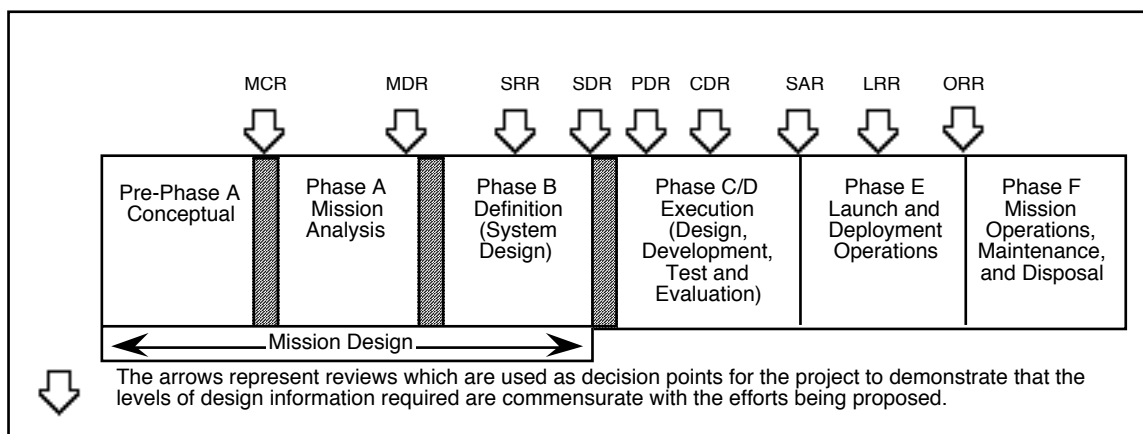 MCR MDR SRR SDR PDR CDR SAR LRR ORR
Pre-Phase A
Conceptual
Phase A
Mission
Analysis
Phase B
Definition
(System
Design)
Phase C/D
Execution
(Design,
Development,
Test and
Evaluation)
Phase E
Launch and
Deployment
Operations
Phase F
Mission
Operations,
Maintenance,
and Disposal
Mission Design
The arrows represent reviews which are used as decision points for the project to demonstrate that the
levels of design information required are commensurate with the efforts being proposed.